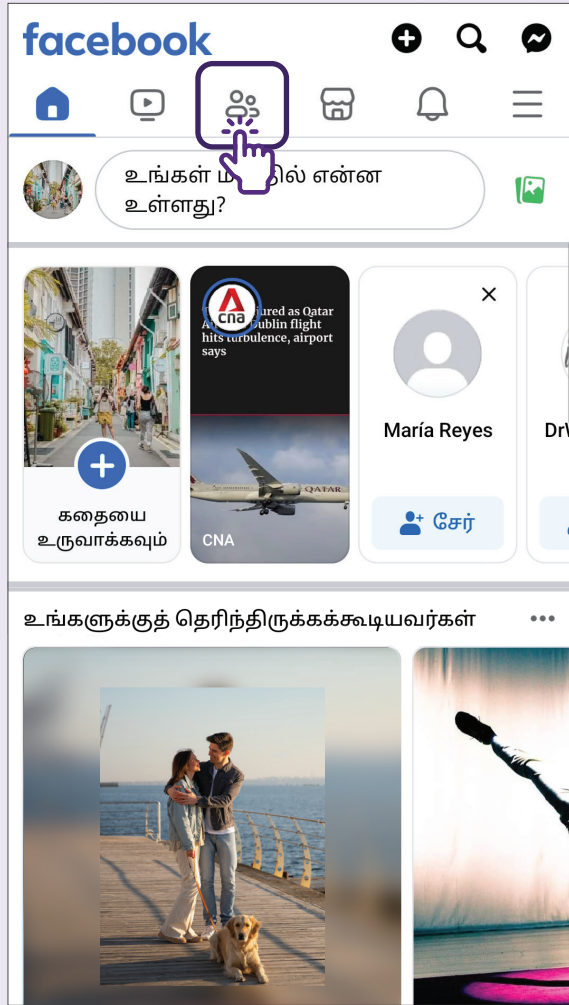 facebook
உங்கள் என்ன
உள்ளது?
cna
as Qatar
Dublin flight
hits turbulence, airport
says
QATAR
María Reyes
கதையை
உருவாக்கவும்
CNA
சேர்
உங்களுக்குத் தெரிந்திருக்கக்கூடியவர்கள்